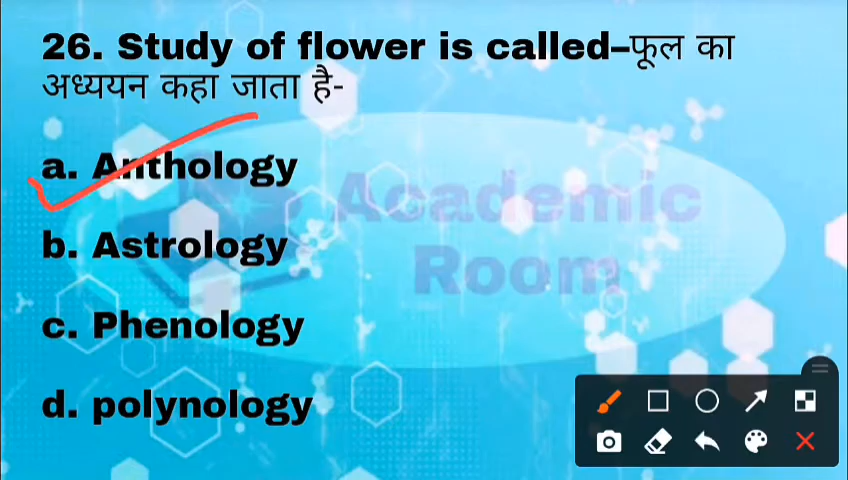 26. Study of flower is called–फूल का
अध्ययन कहा जाता है-
a. Anthology
b. Astrology
c. Phenology
d. polynology
Academic
Room